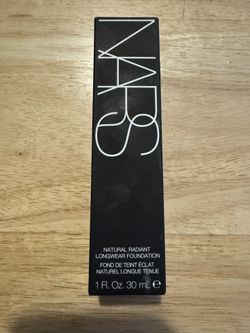 NARS
NATURAL RADIANT
LONGWEAR FOUNDATION
FOND DE TEINT ÉCLAT
NATUREL LONGUE TENUE
1 FL. OZ. 30 mL ℮